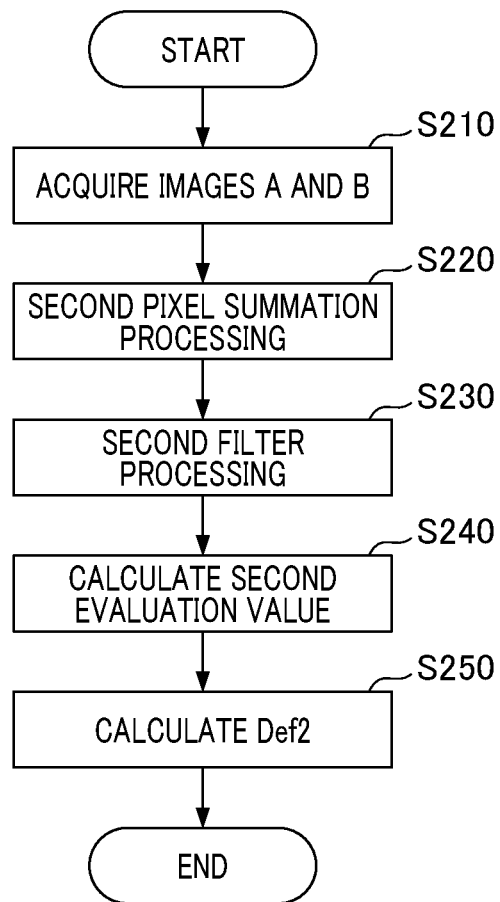 START
S210
ACQUIRE IMAGES A AND B
S220
SECOND PIXEL SUMMATION
PROCESSING
S230
SECOND FILTER
PROCESSING
S240
CALCULATE SECOND
EVALUATION VALUE
S250
CALCULATE Def2
END